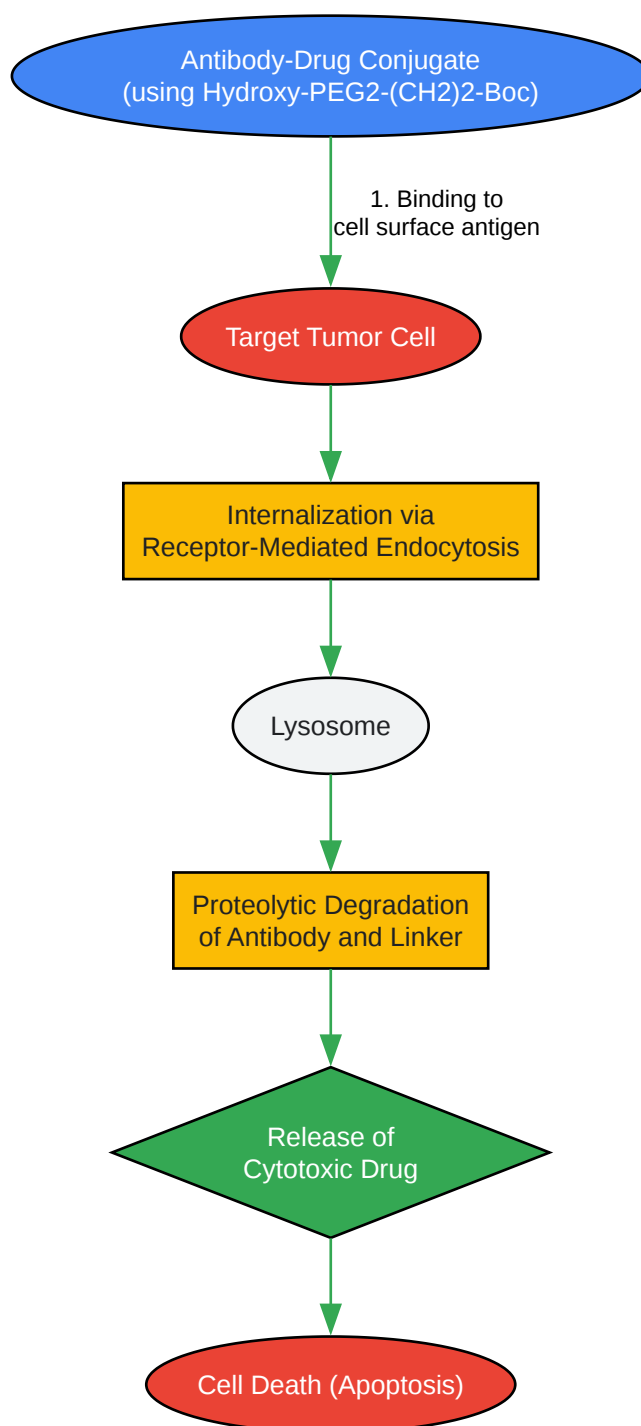 Antibody-Drug Conjugate
(using Hydroxy-PEG2-(CH2)2-Boc)
1. Binding to
cell surface antigen
Target Tumor Cell
Internalization via
Receptor-Mediated Endocytosis
Lysosome
Proteolytic Degradation
of Antibody and Linker
Release of
Cytotoxic Drug
Cell Death (Apoptosis)